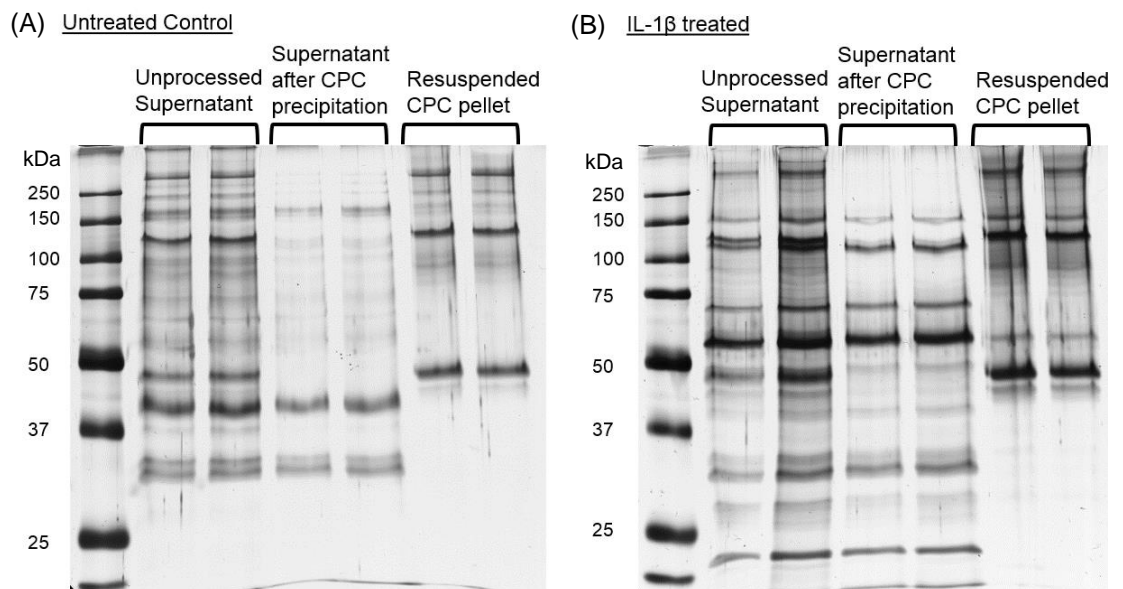 (A) Untreated Control
Unprocessed
Supernatant
Supernatant
after CPC
precipitation
Resuspended
CPC pellet
kDa
250
150
100
75
50
37
25
(B) IL-1β treated
Unprocessed
Supernatant
Supernatant
after CPC
precipitation
Resuspended
CPC pellet
kDa
250
150
100
75
50
37
25